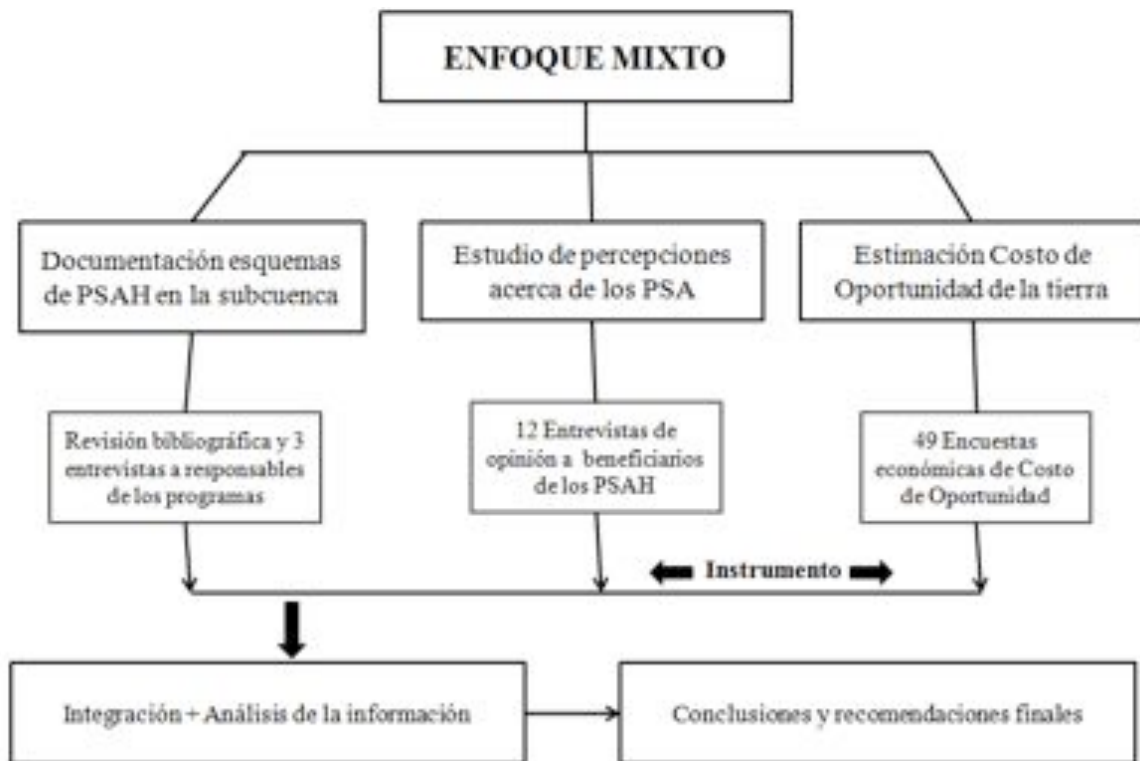 ENFOQUE MIXTO
Documentación esquemas
de PSAH en la subcuenca
Estudio de percepciones
acerca de los PSA
Estimación Costo de
Oportunidad de la tierra
Revisión bibliográfica y 3
entrevistas a responsables
de los programas
12 Entrevistas de
opinión a beneficiarios
de los PSAH
49 Encuestas
económicas de Costo
de Oportunidad
Instrumento
Integración + Análisis de la información
Conclusiones y recomendaciones finales